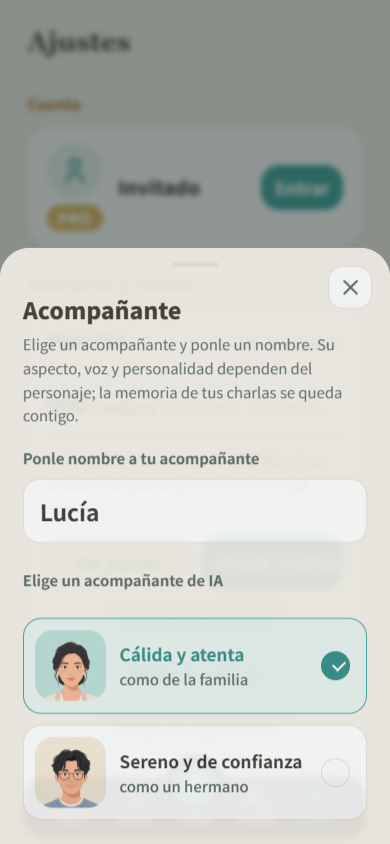 Ajustes
Cuenta
Invitado
Entrar
PRO
Acompañante
Elige un acompañante y ponle un nombre. Su
aspecto, voz y personalidad dependen del
personaje; la memoria de tus charlas se queda
contigo.
Ponle nombre a tu acompañante
Lucía
Elige un acompañante de IA
Cálida y atenta
como de la familia
Sereno y de confianza
como un hermano